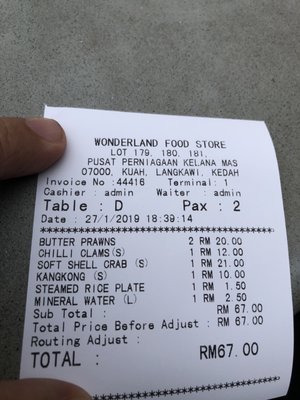 WONDERLAND FOOD STORE
LOT 179, 180, 181,
PUSAT PERNIAGAAN KELANA MAS
07000, KUAH, LANGKAWI, KEDAH
Invoice No :44416 Terminal: 1
Cashier : admin Waiter : admin
Table : D Pax : 2
Date : 27/1/2019 18:39:14
****************************************
BUTTER PRAWNS 2 RM 20.00
CHILLI CLAMS(S) 1 RM 12.00
SOFT SHELL CRAB (S) 1 RM 21.00
KANGKONG (S) 1 RM 10.00
STEAMED RICE PLATE 1 RM 1.50
MINERAL WATER (L) 1 RM 2.50
Sub Total : RM 67.00
Total Price Before Adjust : RM 67.00
Routing Adjust :
TOTAL : RM67.00
****************************************